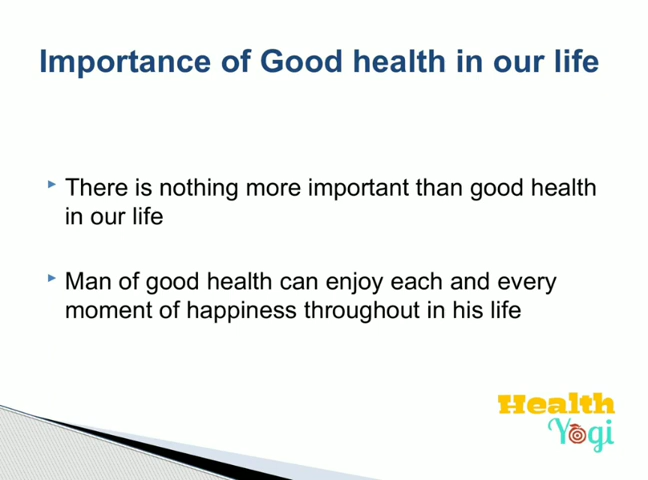 Importance of Good health in our life
There is nothing more important than good health
in our life
Man of good health can enjoy each and every
moment of happiness throughout in his life
Health
Yogi